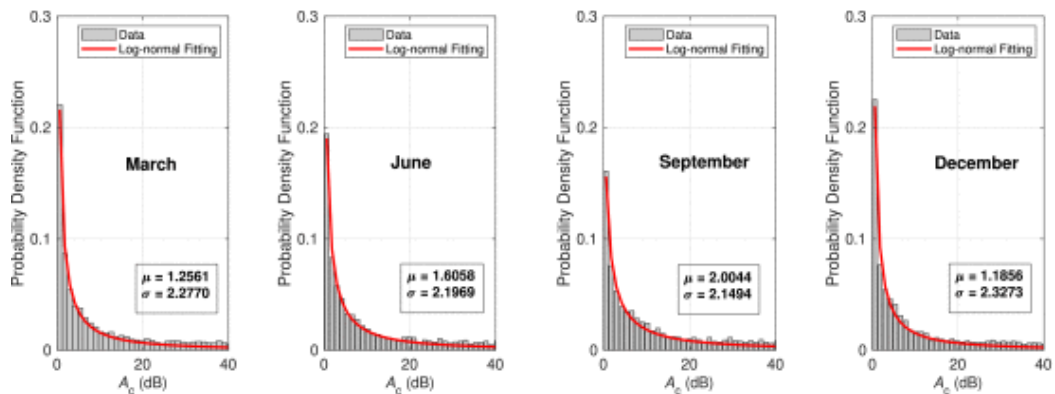 0.3
Data
Log-normal Fitting
0.2
March
0.1
μ = 1.2561
σ = 2.2770
0
0 20 40
A_c (dB)
Probability Density Function
0.3
Data
Log-normal Fitting
0.2
June
0.1
μ = 1.6058
σ = 2.1969
0
0 20 40
A_c (dB)
Probability Density Function
0.3
Data
Log-normal Fitting
0.2
September
0.1
μ = 2.0044
σ = 2.1494
0
0 20 40
A_c (dB)
Probability Density Function
0.3
Data
Log-normal Fitting
0.2
December
0.1
μ = 1.1856
σ = 2.3273
0
0 20 40
A_c (dB)
Probability Density Function